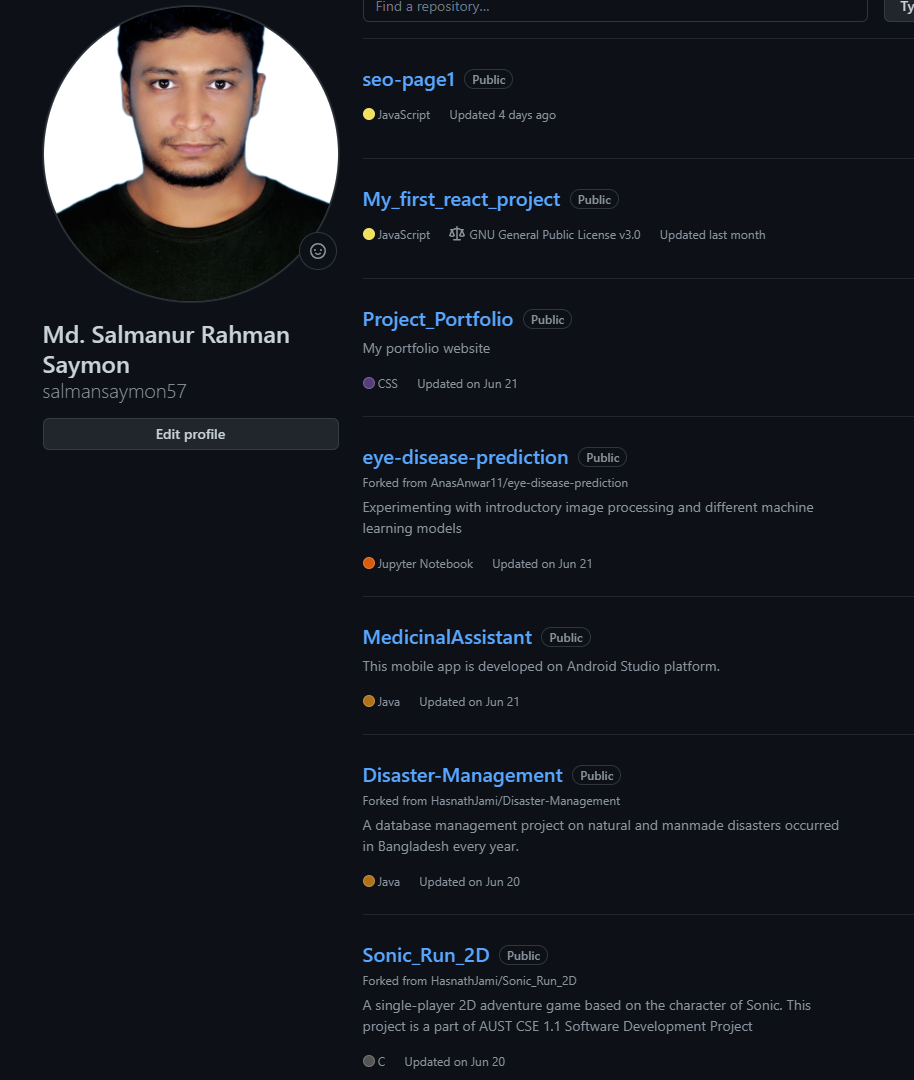 Find a repository...
Ty
Md. Salmanur Rahman
Saymon
salmansaymon57
Edit profile
seo-page1 Public
JavaScript Updated 4 days ago
My_first_react_project Public
JavaScript GNU General Public License v3.0 Updated last month
Project_Portfolio Public
My portfolio website
CSS Updated on Jun 21
eye-disease-prediction Public
Forked from AnasAnwar11/eye-disease-prediction
Experimenting with introductory image processing and different machine
learning models
Jupyter Notebook Updated on Jun 21
MedicinalAssistant Public
This mobile app is developed on Android Studio platform.
Java Updated on Jun 21
Disaster-Management Public
Forked from HasnathJami/Disaster-Management
A database management project on natural and manmade disasters occurred
in Bangladesh every year.
Java Updated on Jun 20
Sonic_Run_2D Public
Forked from HasnathJami/Sonic_Run_2D
A single-player 2D adventure game based on the character of Sonic. This
project is a part of AUST CSE 1.1 Software Development Project
C Updated on Jun 20